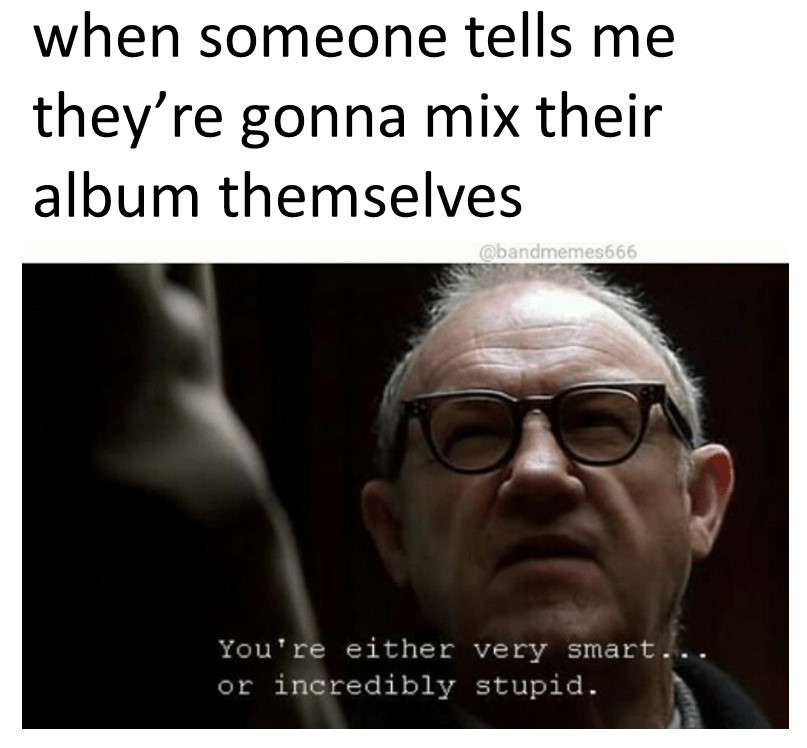 when someone tells me
they’re gonna mix their
album themselves
@bandmemes666
You're either very smart...
or incredibly stupid.